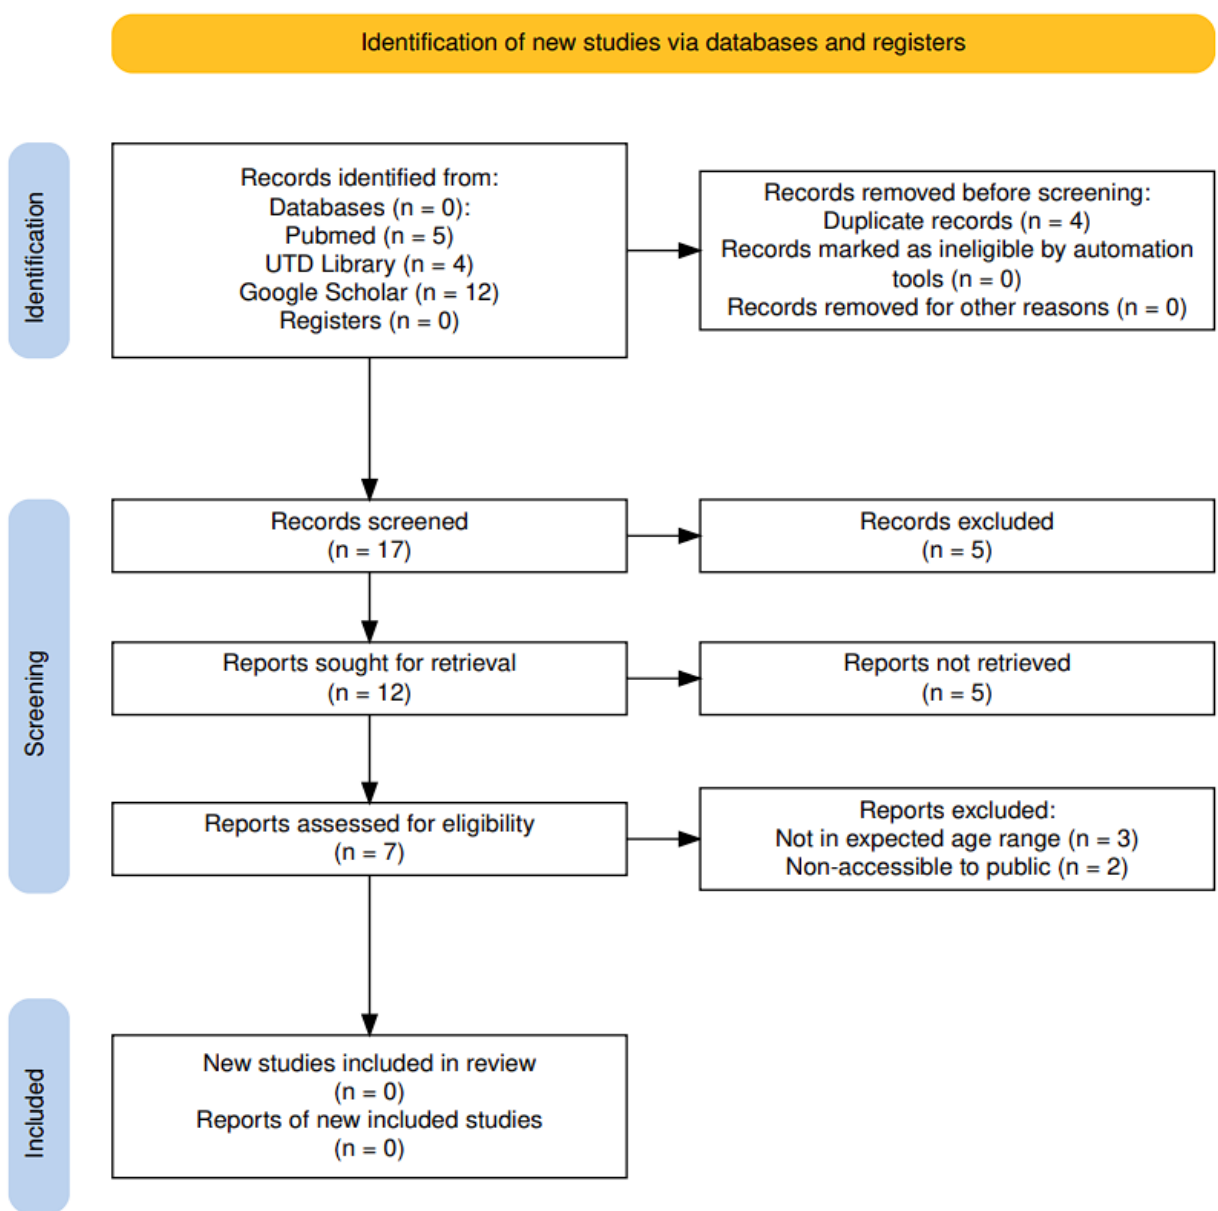 Identification of new studies via databases and registers
Identification
Records identified from:
Databases (n = 0):
Pubmed (n = 5)
UTD Library (n = 4)
Google Scholar (n = 12)
Registers (n = 0)
Records removed before screening:
Duplicate records (n = 4)
Records marked as ineligible by automation
tools (n = 0)
Records removed for other reasons (n = 0)
Screening
Records screened
(n = 17)
Records excluded
(n = 5)
Reports sought for retrieval
(n = 12)
Reports not retrieved
(n = 5)
Reports assessed for eligibility
(n = 7)
Reports excluded:
Not in expected age range (n = 3)
Non-accessible to public (n = 2)
Included
New studies included in review
(n = 0)
Reports of new included studies
(n = 0)